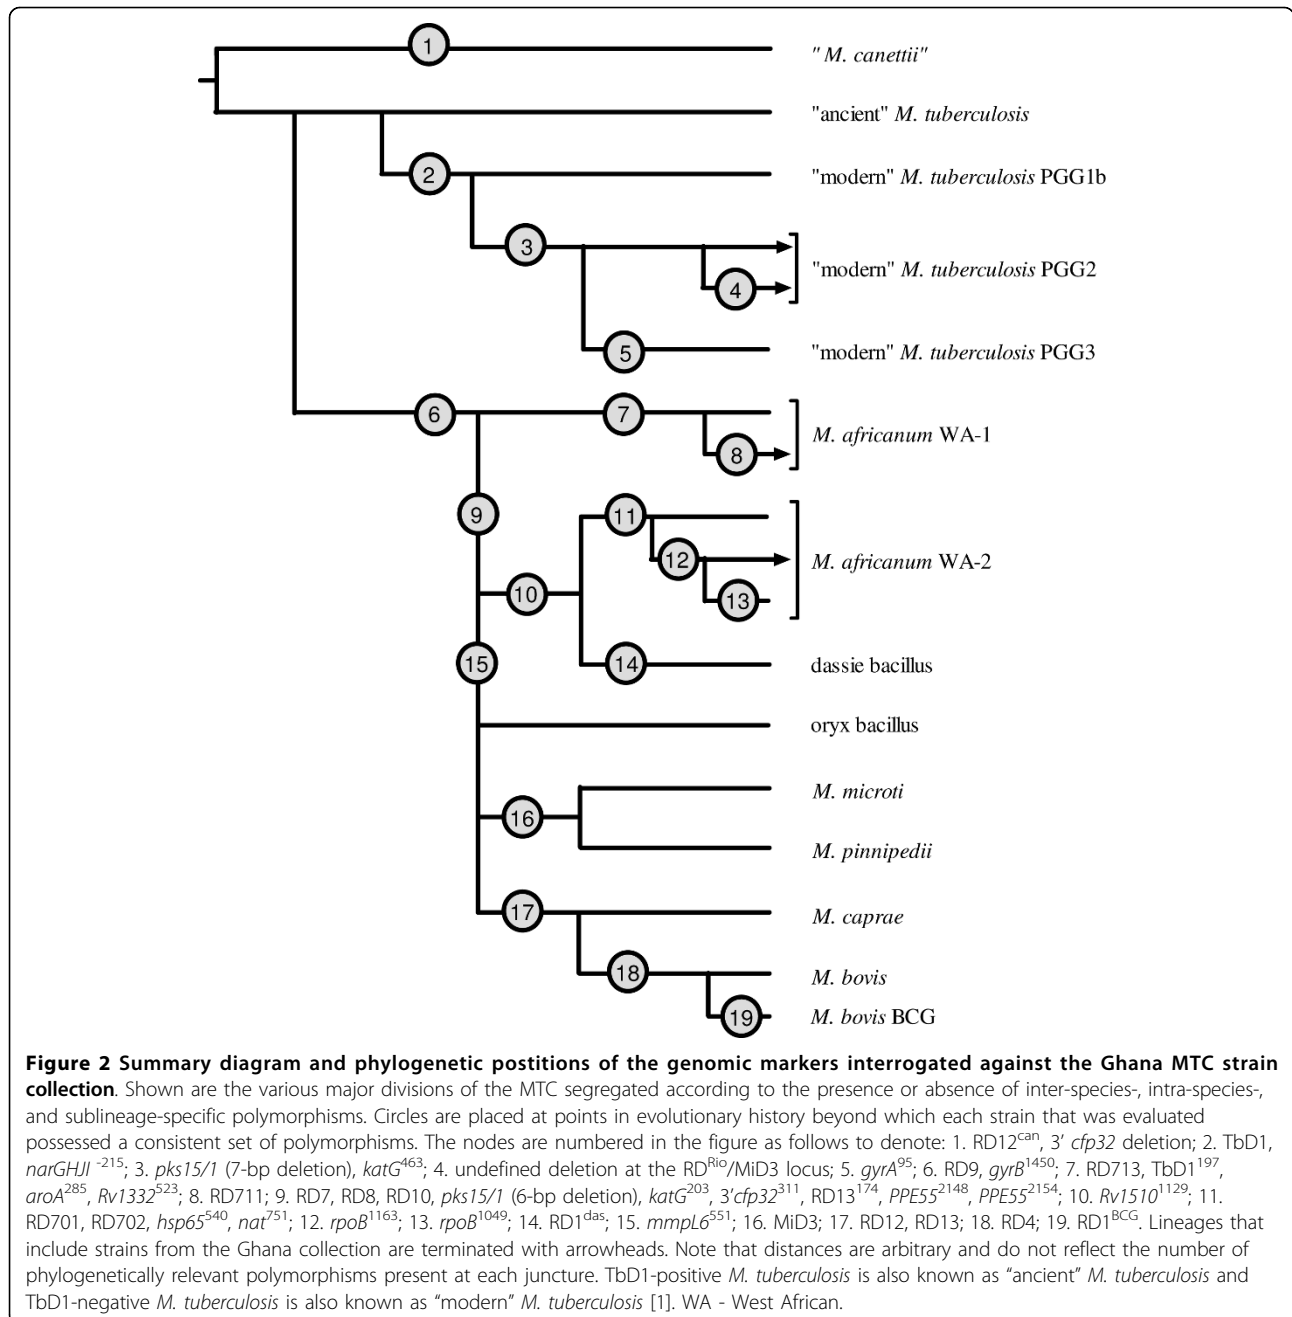 1
"M. canettii"
"ancient" M. tuberculosis
2
"modern" M. tuberculosis PGG1b
3
"modern" M. tuberculosis PGG2
4
5
"modern" M. tuberculosis PGG3
6
7
M. africanum WA-1
8
9
11
12
M. africanum WA-2
10
13
15
14
dassie bacillus
oryx bacillus
M. microti
16
M. pinnipedii
17
M. caprae
18
M. bovis
19
M. bovis BCG
Figure 2 Summary diagram and phylogenetic postitions of the genomic markers interrogated against the Ghana MTC strain
collection. Shown are the various major divisions of the MTC segregated according to the presence or absence of inter-species-, intra-species-,
and sublineage-specific polymorphisms. Circles are placed at points in evolutionary history beyond which each strain that was evaluated
possessed a consistent set of polymorphisms. The nodes are numbered in the figure as follows to denote: 1. RD12ᶜᵃⁿ, 3’ cfp32 deletion; 2. TbD1,
narGHJI ⁻²¹⁵; 3. pks15/1 (7-bp deletion), katG⁴⁶³; 4. undefined deletion at the RDᴿⁱᵒ/MiD3 locus; 5. gyrA⁹⁵; 6. RD9, gyrB¹⁴⁵⁰; 7. RD713, TbD1¹⁹⁷,
aroA²⁸⁵, Rv1332⁵²³; 8. RD711; 9. RD7, RD8, RD10, pks15/1 (6-bp deletion), katG²⁰³, 3’cfp32³¹¹, RD13¹⁷⁴, PPE55²¹⁴⁸, PPE55²¹⁵⁴; 10. Rv1510¹¹²⁹; 11.
RD701, RD702, hsp65⁵⁴⁰, nat⁷⁵¹; 12. rpoB¹¹⁶³; 13. rpoB¹⁰⁴⁹; 14. RD1ᵈᵃˢ; 15. mmpL6⁵⁵¹; 16. MiD3; 17. RD12, RD13; 18. RD4; 19. RD1ᴮᶜᴳ. Lineages that
include strains from the Ghana collection are terminated with arrowheads. Note that distances are arbitrary and do not reflect the number of
phylogenetically relevant polymorphisms present at each juncture. TbD1-positive M. tuberculosis is also known as “ancient” M. tuberculosis and
TbD1-negative M. tuberculosis is also known as “modern” M. tuberculosis [1]. WA - West African.